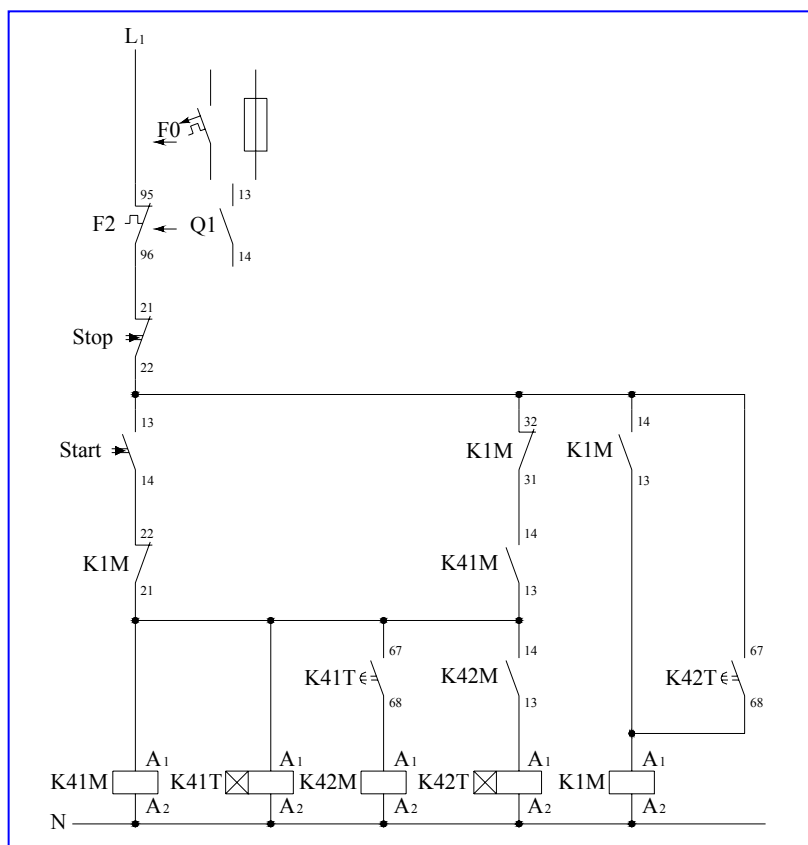 L1
F0
95 13
F2 Q1
96 14
21
Stop
22
13 32 14
Start K1M K1M
14 31 13
22 14
K1M K41M
21 13
67 14 67
K41T K42M K42T
68 13 68
A1 A1 A1 A1 A1
K41M K41T K42M K42T K1M
A2 A2 A2 A2 A2
N